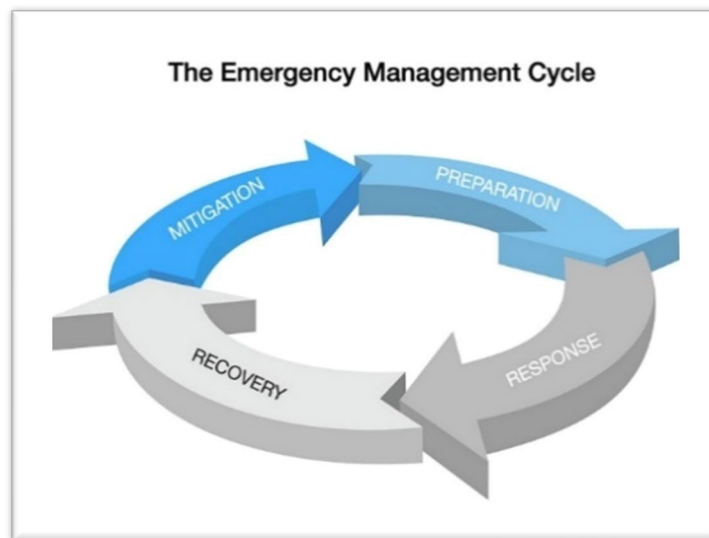 The Emergency Management Cycle
MITIGATION
PREPARATION
RESPONSE
RECOVERY